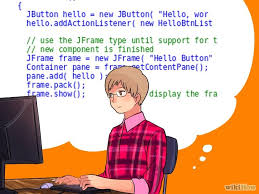 {
JButton hello = new JButton( "Hello, wor
hello.addActionListener( new HelloBtnList
// use the JFrame type until support for t
// new component is finished
JFrame frame = new JFrame( "Hello Button"
Container pane = frame.getContentPane();
pane.add( hello );
frame.pack();
frame.show(); display the fra
wikiHow